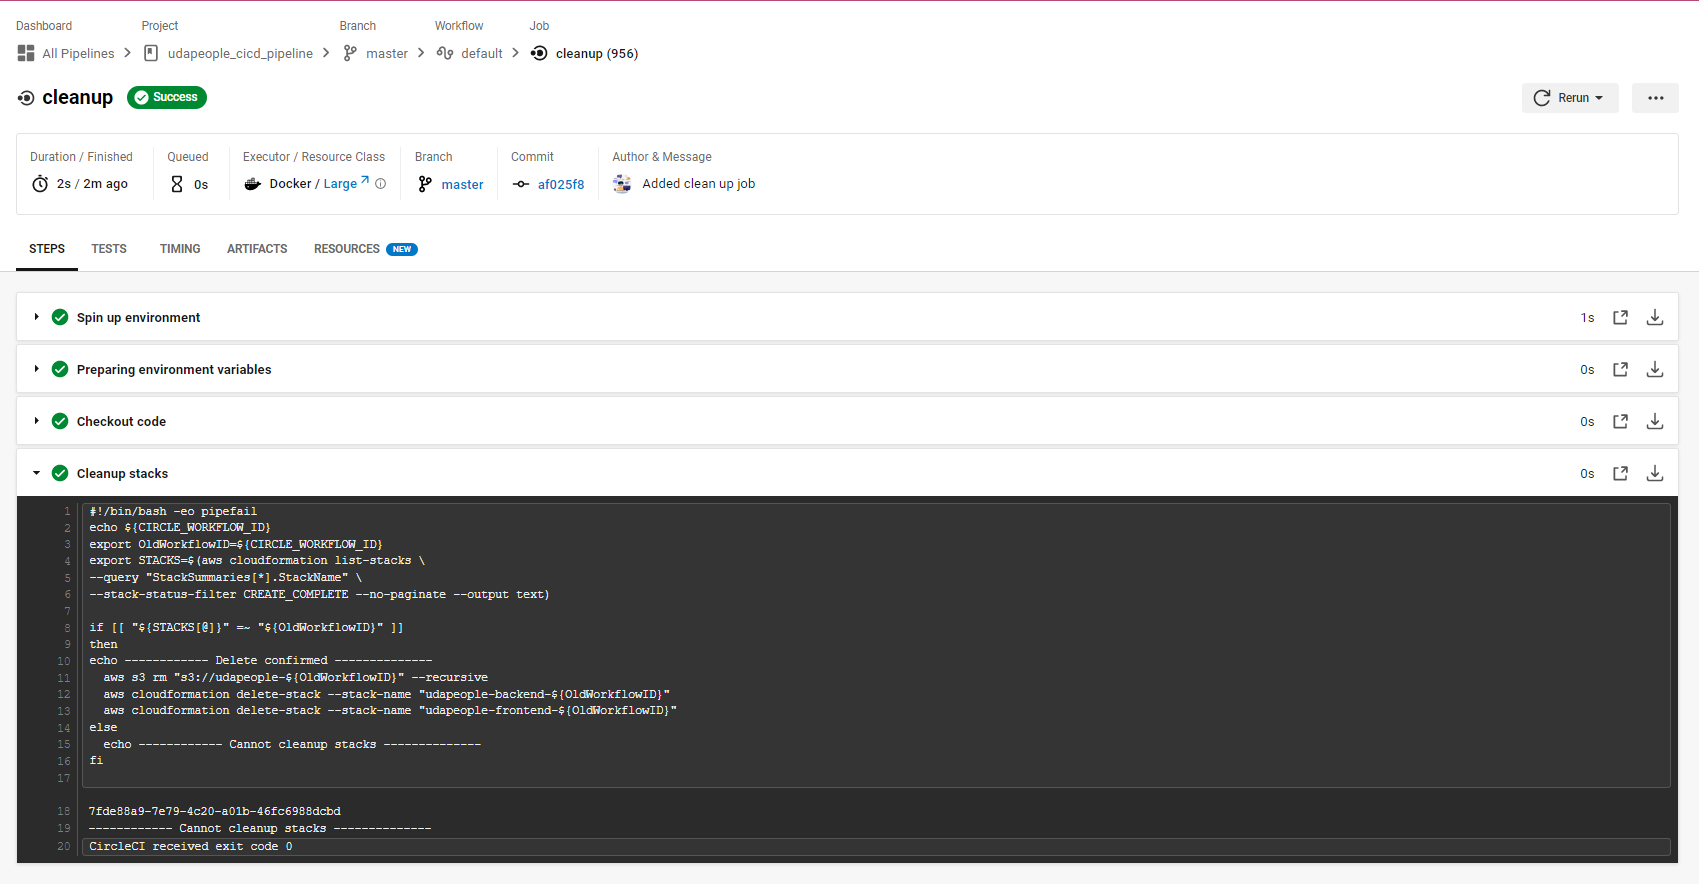 Dashboard Project Branch Workflow Job
All Pipelines udapeople_cicd_pipeline master default cleanup (956)
cleanup Success Rerun
Duration / Finished Queued Executor / Resource Class Branch Commit Author & Message
2s / 2m ago 0s Docker / Large master af025f8 Added clean up job
STEPS TESTS TIMING ARTIFACTS RESOURCES NEW
Spin up environment 1s
Preparing environment variables 0s
Checkout code 0s
Cleanup stacks 0s
1 #!/bin/bash -eo pipefail
2 echo ${CIRCLE_WORKFLOW_ID}
3 export OldWorkflowID=${CIRCLE_WORKFLOW_ID}
4 export STACKS=$(aws cloudformation list-stacks \
5 --query "StackSummaries[*].StackName" \
6 --stack-status-filter CREATE_COMPLETE --no-paginate --output text)
7
8 if [[ "${STACKS[@]}" =~ "${OldWorkflowID}" ]]
9 then
10 echo ------------ Delete confirmed --------------
11   aws s3 rm "s3://udapeople-${OldWorkflowID}" --recursive
12   aws cloudformation delete-stack --stack-name "udapeople-backend-${OldWorkflowID}"
13   aws cloudformation delete-stack --stack-name "udapeople-frontend-${OldWorkflowID}"
14 else
15   echo ------------ Cannot cleanup stacks --------------
16 fi
17
18 7fde88a9-7e79-4c20-a01b-46fc6988dcbd
19 ------------ Cannot cleanup stacks --------------
20 CircleCI received exit code 0